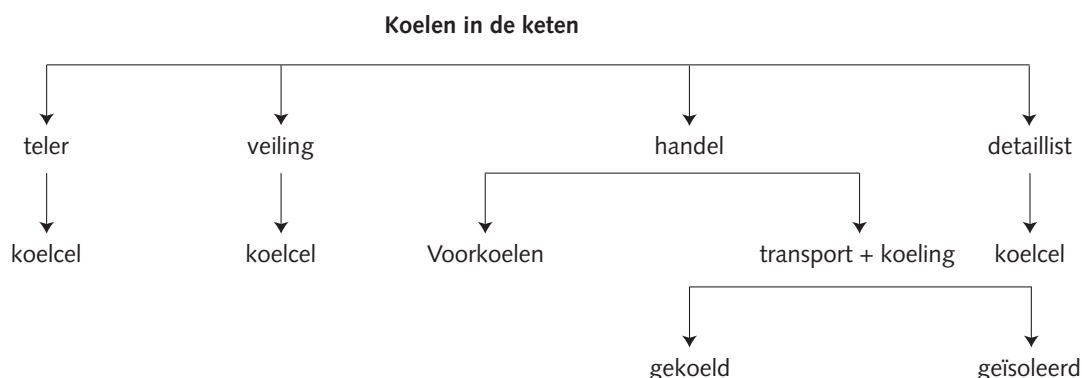 Koelen in de keten
teler veiling handel detaillist
koelcel koelcel Voorkoelen transport + koeling koelcel
gekoeld geïsoleerd